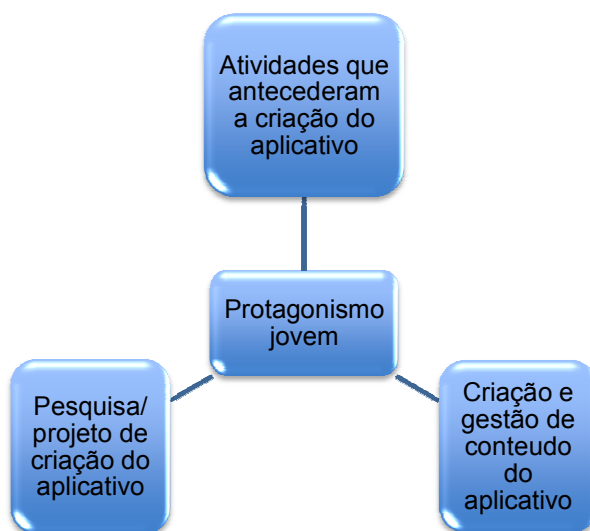 Atividades que
antecederam
a criação do
aplicativo
Protagonismo
jovem
Pesquisa/
projeto de
criação do
aplicativo
Criação e
gestão de
conteudo
do
aplicativo